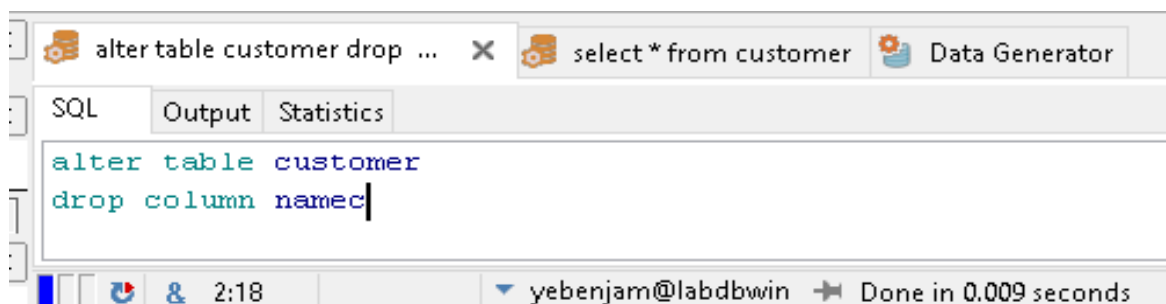 alter table customer drop ... select * from customer Data Generator
SQL Output Statistics
alter table customer
drop column namec
& 2:18 yebenjam@labdbwin Done in 0.009 seconds